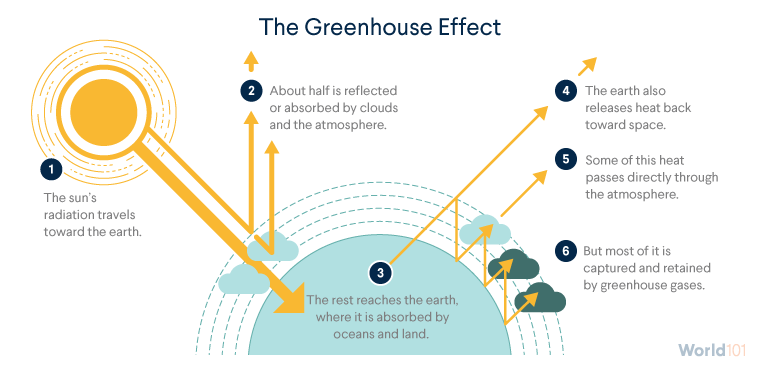 The Greenhouse Effect
1
The sun's
radiation travels
toward the earth.
2
About half is reflected
or absorbed by clouds
and the atmosphere.
3
The rest reaches the earth,
where it is absorbed by
oceans and land.
4
The earth also
releases heat back
toward space.
5
Some of this heat
passes directly through
the atmosphere.
6
But most of it is
captured and retained
by greenhouse gases.
World101